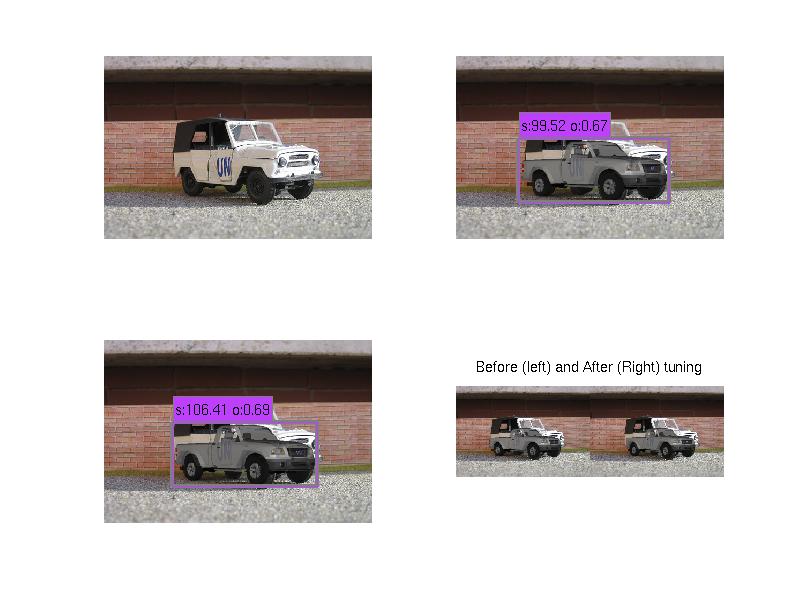 UN
s:99.52 o:0.67
s:106.41 o:0.69
Before (left) and After (Right) tuning